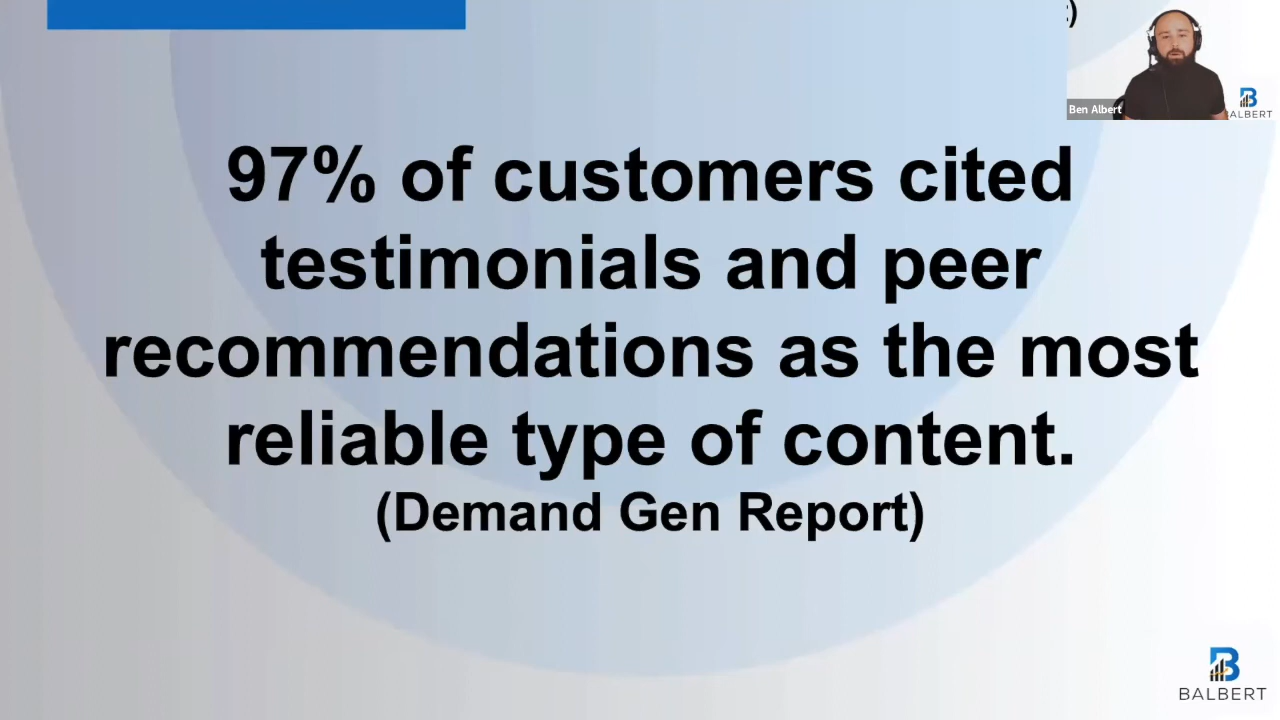 :)
Ben Albert
BALBERT
97% of customers cited
testimonials and peer
recommendations as the most
reliable type of content.
(Demand Gen Report)
BALBERT